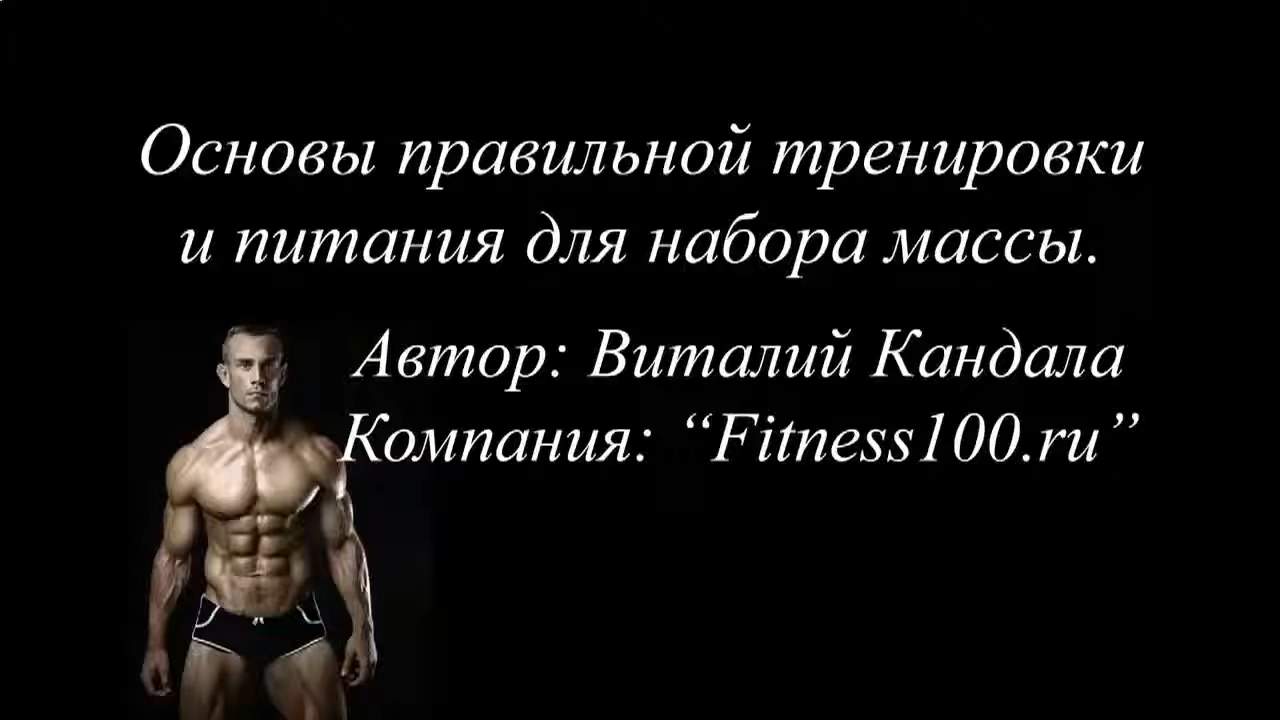 Основы правильной тренировки
и питания для набора массы.
Автор: Виталий Кандала
Компания: “Fitness100.ru”